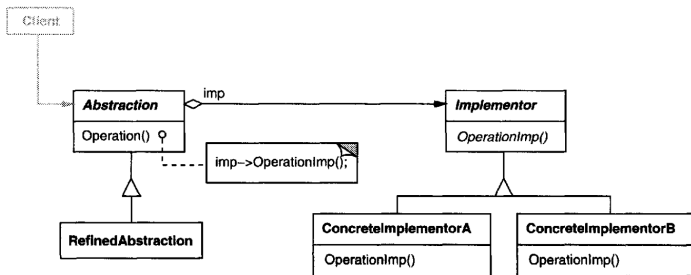 Client
imp
Abstraction
Implementor
Operation()
OperationImp()
imp->OperationImp();
RefinedAbstraction
ConcreteImplementorA
ConcreteImplementorB
OperationImp()
OperationImp()